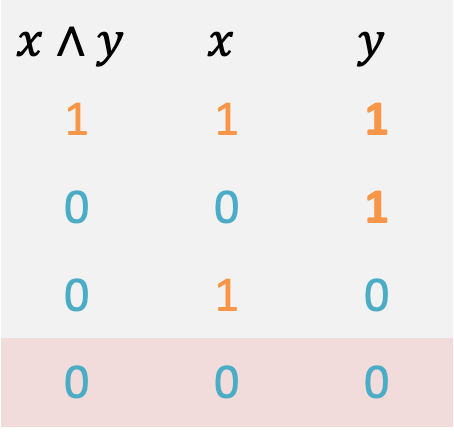 x ∧ y x y
1 1 1
0 0 1
0 1 0
0 0 0